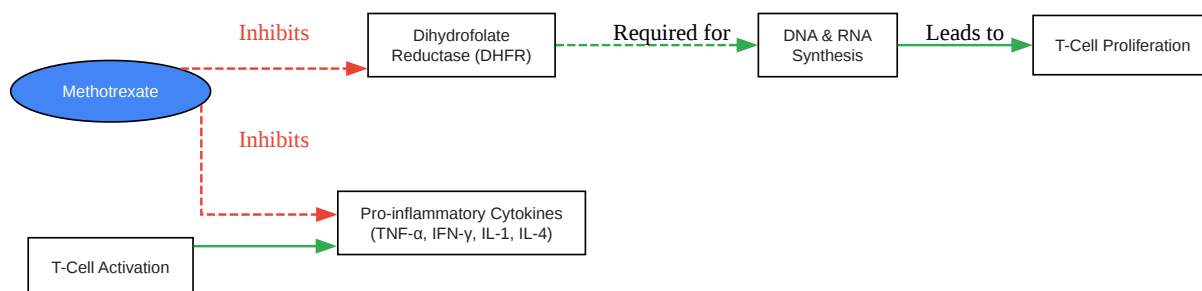 Inhibits
Dihydrofolate
Reductase (DHFR)
Required for
DNA & RNA
Synthesis
Leads to
T-Cell Proliferation
Methotrexate
Inhibits
Pro-inflammatory Cytokines
(TNF-α, IFN-γ, IL-1, IL-4)
T-Cell Activation